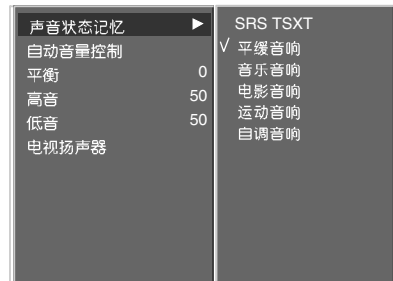 声音状态记忆 ▶
自动音量控制
平衡 0
高音 50
低音 50
电视扬声器
SRS TSXT
√ 平缓音响
音乐音响
电影音响
运动音响
自调音响